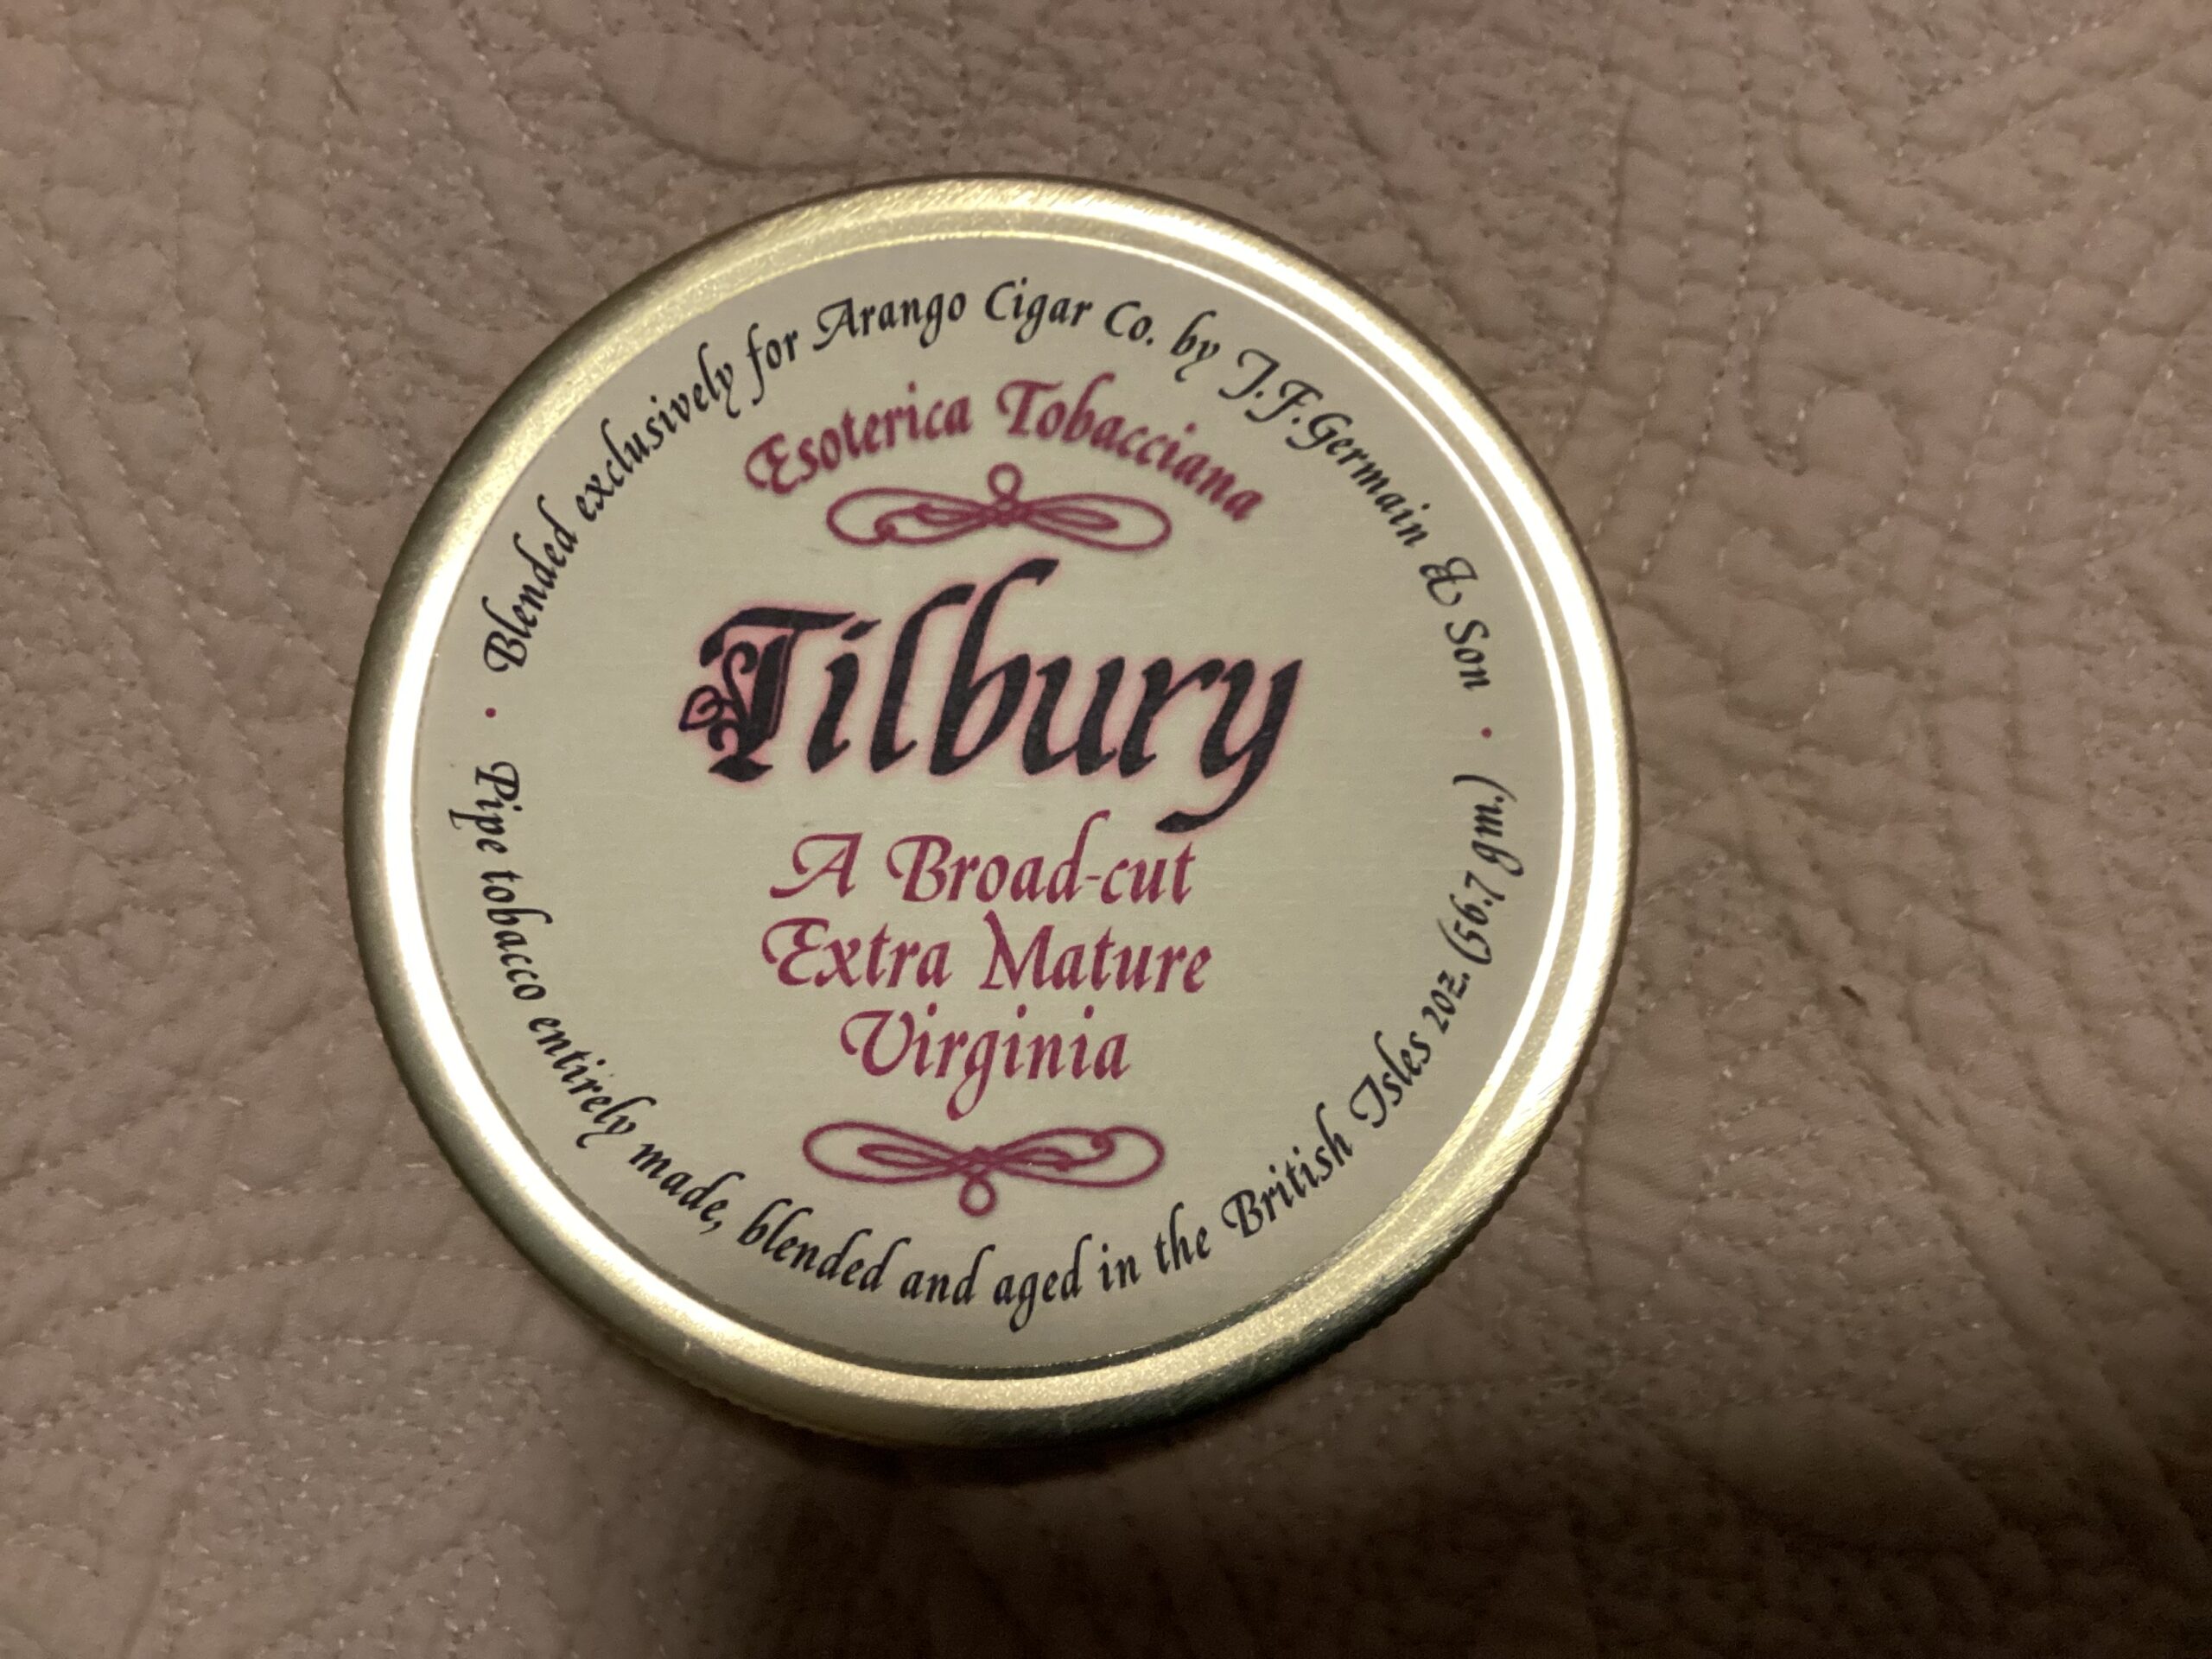 Blended exclusively for Arango Cigar Co. by J.F. Germain & Son
Esoterica Tobacciana
Tilbury
A Broad-cut
Extra Mature
Virginia
Pipe tobacco entirely made, blended and aged in the British Isles 2oz. (56.7 gm.)